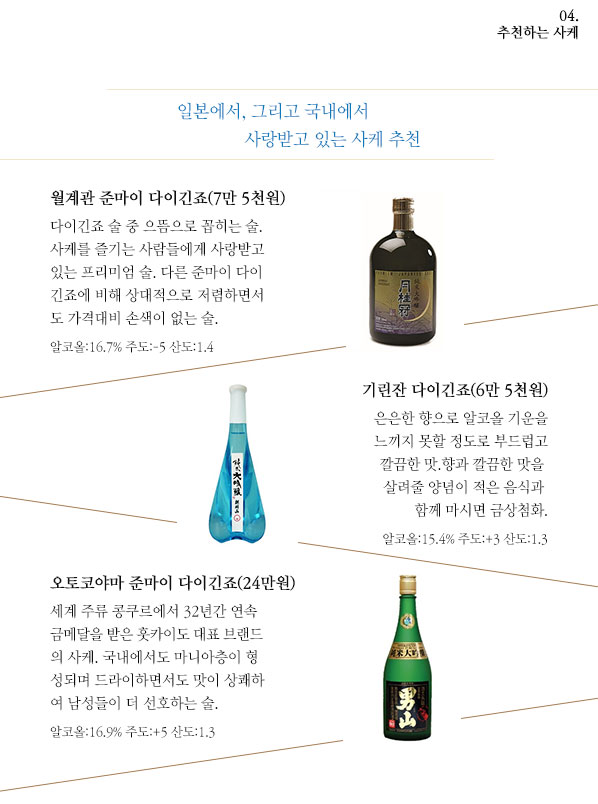 04.
추천하는 사케
일본에서, 그리고 국내에서
사랑받고 있는 사케 추천
월계관 준마이 다이긴죠(7만 5천원)
다이긴죠 술 중 으뜸으로 꼽히는 술.
사케를 즐기는 사람들에게 사랑받고
있는 프리미엄 술. 다른 준마이 다이
긴죠에 비해 상대적으로 저렴하면서
도 가격대비 손색이 없는 술.
알코올:16.7% 주도:-5 산도:1.4
月桂冠
기린잔 다이긴죠(6만 5천원)
은은한 향으로 알코올 기운을
느끼지 못할 정도로 부드럽고
깔끔한 맛.향과 깔끔한 맛을
살려줄 양념이 적은 음식과
함께 마시면 금상첨화.
알코올:15.4% 주도:+3 산도:1.3
大吟醸
오토코야마 준마이 다이긴죠(24만원)
세계 주류 콩쿠르에서 32년간 연속
금메달을 받은 홋카이도 대표 브랜드
의 사케. 국내에서도 마니아층이 형
성되며 드라이하면서도 맛이 상쾌하
여 남성들이 더 선호하는 술.
알코올:16.9% 주도:+5 산도:1.3
純米大吟醸
男山